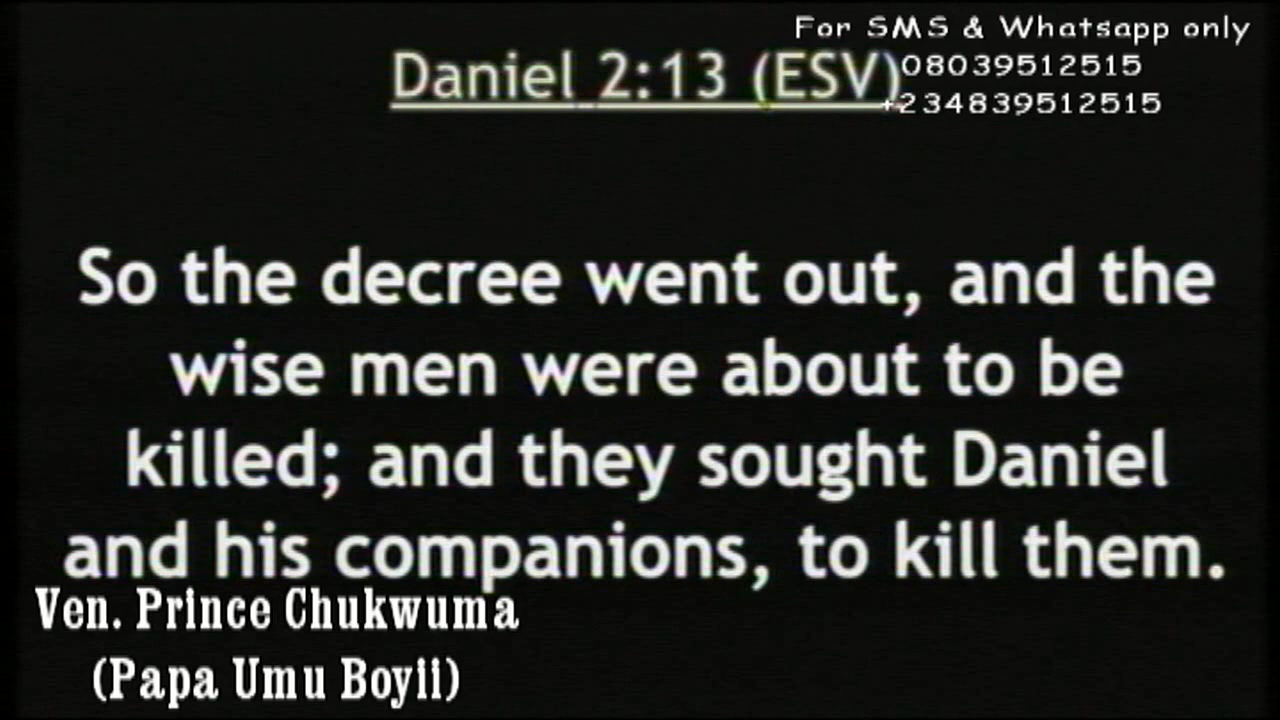 For SMS & Whatsapp only
Daniel 2:13 (ESV)
08039512515
+234839512515
So the decree went out, and the
wise men were about to be
killed; and they sought Daniel
and his companions, to kill them.
Ven. Prince Chukwuma
(Papa Umu Boyii)